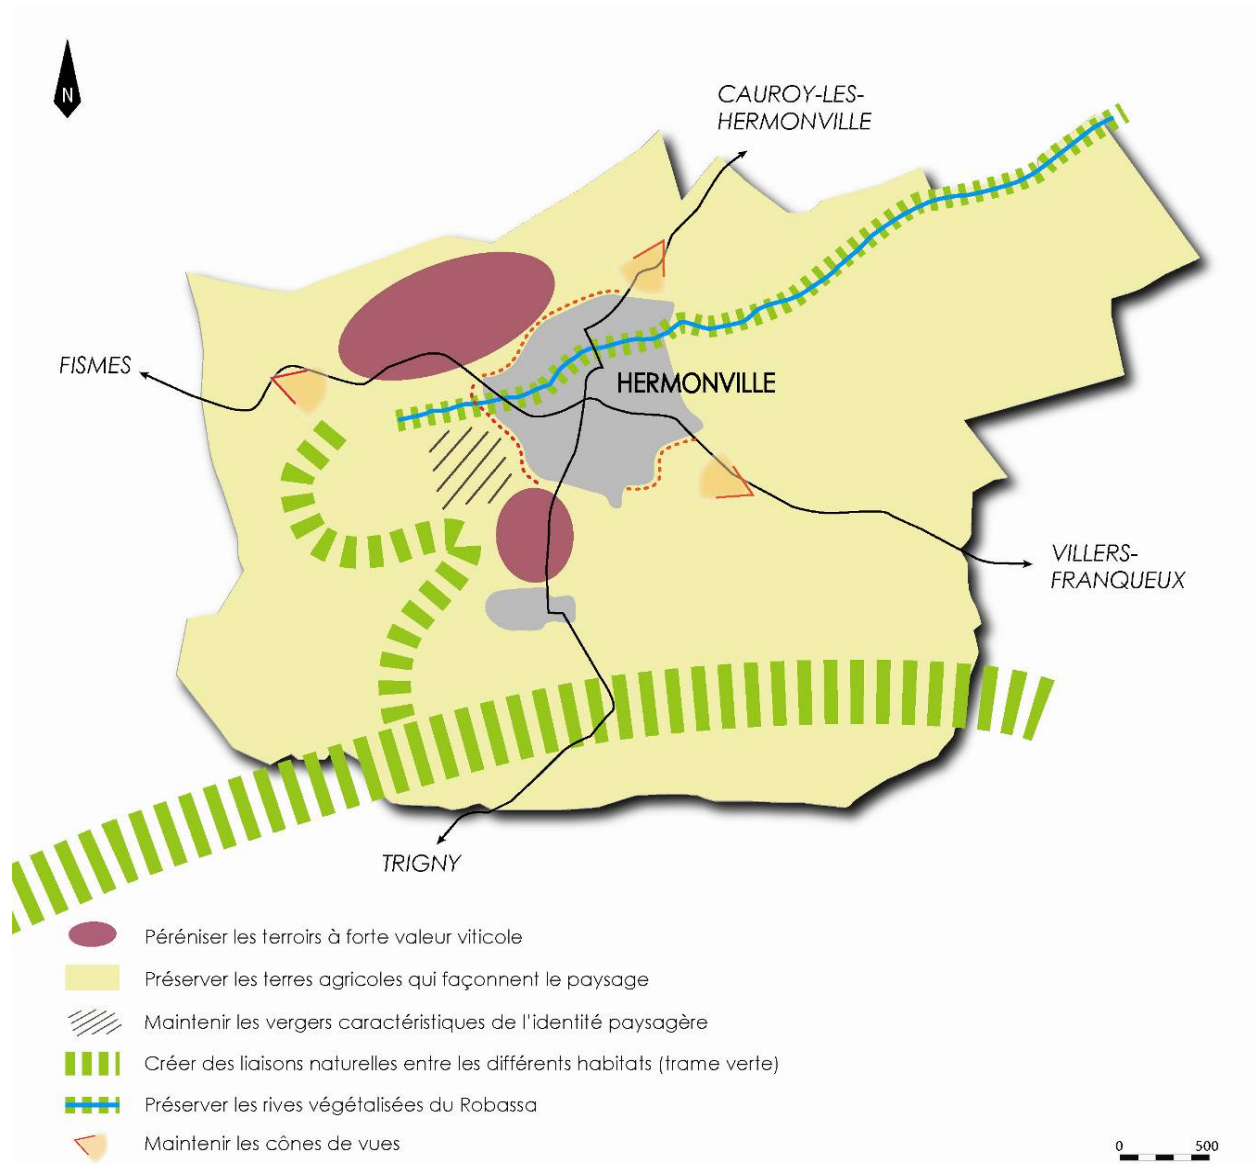 N
CAUROY-LES-
HERMONVILLE
FISMES
HERMONVILLE
VILLERS-
FRANQUEUX
TRIGNY
Péréniser les terroirs à forte valeur viticole
Préserver les terres agricoles qui façonnent le paysage
Maintenir les vergers caractéristiques de l'identité paysagère
Créer des liaisons naturelles entre les différents habitats (trame verte)
Préserver les rives végétalisées du Robassa
Maintenir les cônes de vues
0 500